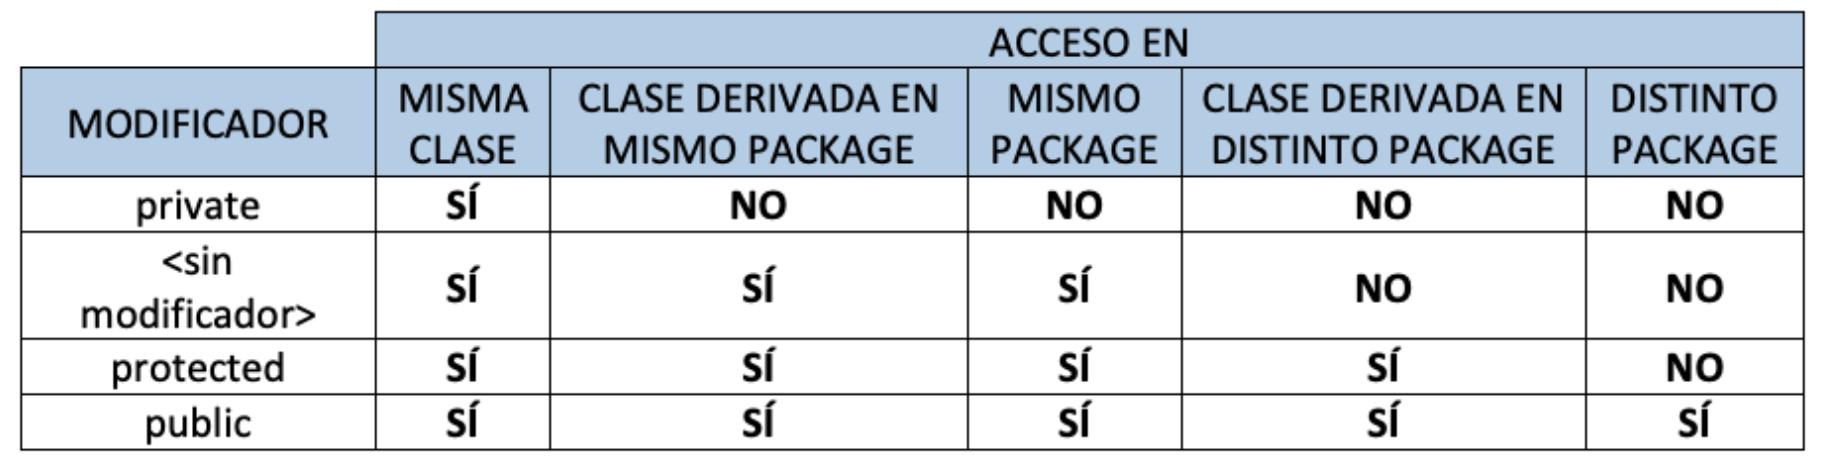 ACCESO EN
MODIFICADOR
MISMA
CLASE
CLASE DERIVADA EN
MISMO PACKAGE
MISMO
PACKAGE
CLASE DERIVADA EN
DISTINTO PACKAGE
DISTINTO
PACKAGE
private SÍ NO NO NO NO
<sin
modificador> SÍ SÍ SÍ NO NO
protected SÍ SÍ SÍ SÍ NO
public SÍ SÍ SÍ SÍ SÍ